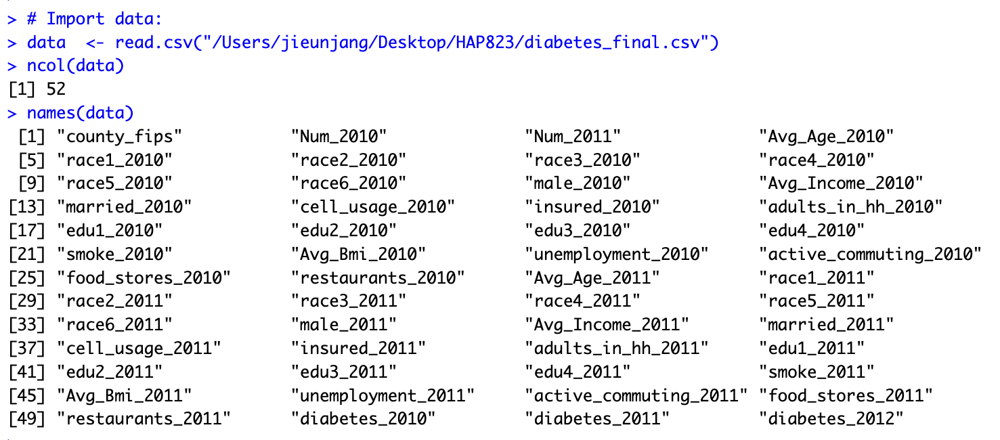 > # Import data:
> data  <- read.csv("/Users/jieunjang/Desktop/HAP823/diabetes_final.csv")
> ncol(data)
[1] 52
> names(data)
 [1] "county_fips"          "Num_2010"             "Num_2011"             "Avg_Age_2010"
 [5] "race1_2010"           "race2_2010"           "race3_2010"           "race4_2010"
 [9] "race5_2010"           "race6_2010"           "male_2010"            "Avg_Income_2010"
[13] "married_2010"         "cell_usage_2010"      "insured_2010"         "adults_in_hh_2010"
[17] "edu1_2010"            "edu2_2010"            "edu3_2010"            "edu4_2010"
[21] "smoke_2010"           "Avg_Bmi_2010"         "unemployment_2010"    "active_commuting_2010"
[25] "food_stores_2010"     "restaurants_2010"     "Avg_Age_2011"         "race1_2011"
[29] "race2_2011"           "race3_2011"           "race4_2011"           "race5_2011"
[33] "race6_2011"           "male_2011"            "Avg_Income_2011"      "married_2011"
[37] "cell_usage_2011"      "insured_2011"         "adults_in_hh_2011"    "edu1_2011"
[41] "edu2_2011"            "edu3_2011"            "edu4_2011"            "smoke_2011"
[45] "Avg_Bmi_2011"         "unemployment_2011"    "active_commuting_2011" "food_stores_2011"
[49] "restaurants_2011"     "diabetes_2010"        "diabetes_2011"        "diabetes_2012"